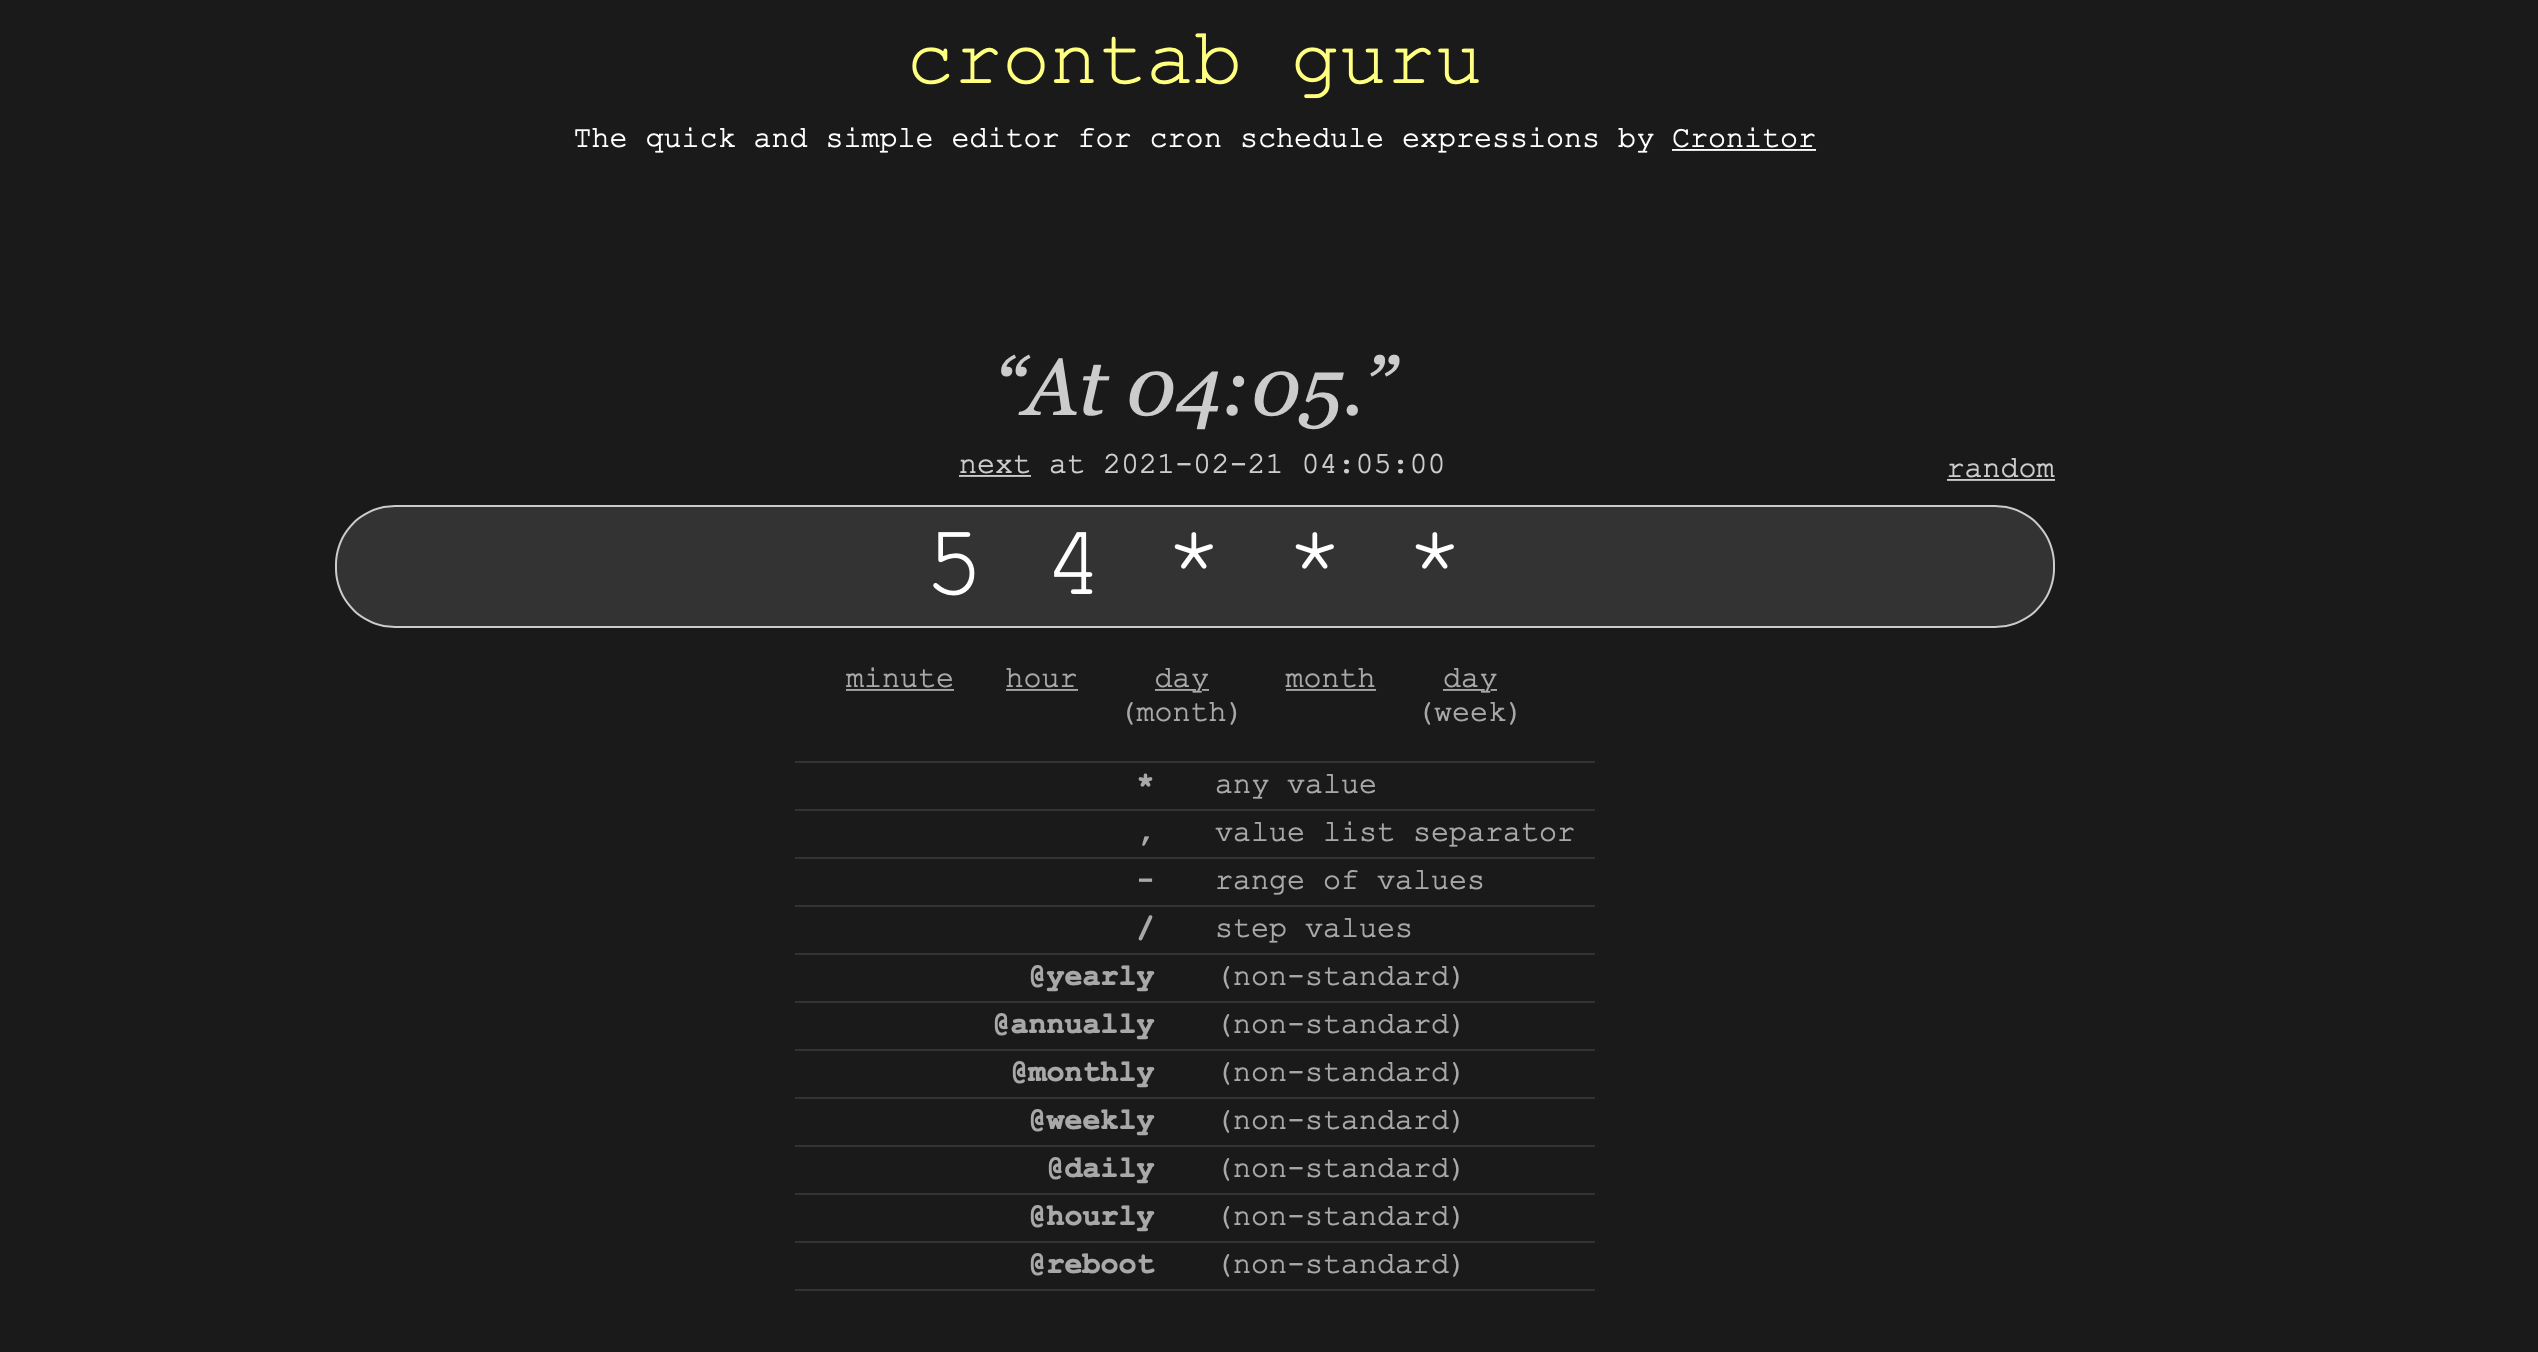 crontab guru
The quick and simple editor for cron schedule expressions by Cronitor
“At 04:05.”
next at 2021-02-21 04:05:00
random
5 4 * * *
minute hour day month day
(month) (week)
* any value
, value list separator
- range of values
/ step values
@yearly (non-standard)
@annually (non-standard)
@monthly (non-standard)
@weekly (non-standard)
@daily (non-standard)
@hourly (non-standard)
@reboot (non-standard)